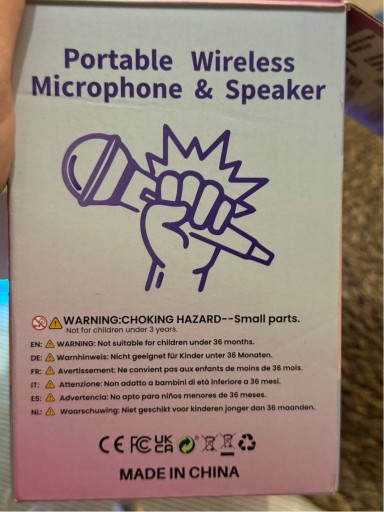 Portable Wireless
Microphone & Speaker
WARNING:CHOKING HAZARD--Small parts.
Not for children under 3 years.
EN: WARNING: Not suitable for children under 36 months.
DE: Warnhinweis: Nicht geeignet für Kinder unter 36 Monaten.
FR: Avertissement: Ne convient pas aux enfants de moins de 36 mois.
IT: Attenzione: Non adatto a bambini di età inferiore a 36 mesi.
ES: Advertencia: No apto para niños menores de 36 meses.
NL: Waarschuwing: Niet geschikt voor kinderen jonger dan 36 maanden.
CE FC UK CA
MADE IN CHINA